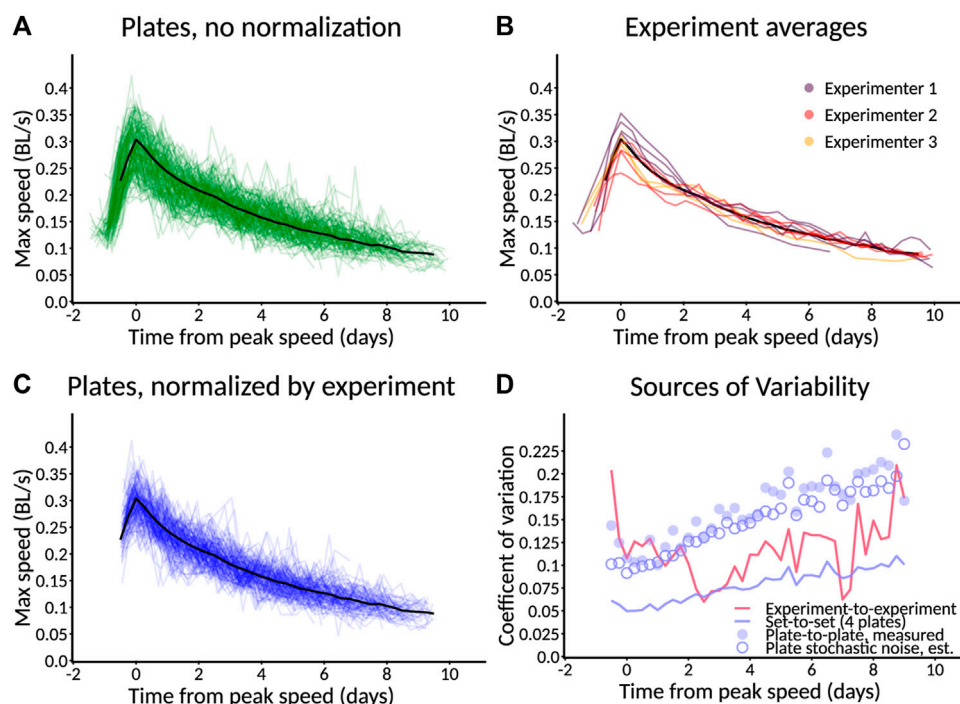 A Plates, no normalization
Max speed (BL/s)
0.4
0.35
0.3
0.25
0.2
0.15
0.1
0.05
0.0
-2 0 2 4 6 8 10
Time from peak speed (days)
B Experiment averages
Max speed (BL/s)
0.4
0.35
0.3
0.25
0.2
0.15
0.1
0.05
0.0
Experimenter 1
Experimenter 2
Experimenter 3
-2 0 2 4 6 8 10
Time from peak speed (days)
C Plates, normalized by experiment
Max speed (BL/s)
0.4
0.35
0.3
0.25
0.2
0.15
0.1
0.05
0.0
-2 0 2 4 6 8 10
Time from peak speed (days)
D Sources of Variability
Coefficent of variation
0.225
0.2
0.175
0.15
0.125
0.10
0.075
0.05
0.025
0.0
Experiment-to-experiment
Set-to-set (4 plates)
Plate-to-plate, measured
Plate stochastic noise, est.
-2 0 2 4 6 8 10
Time from peak speed (days)